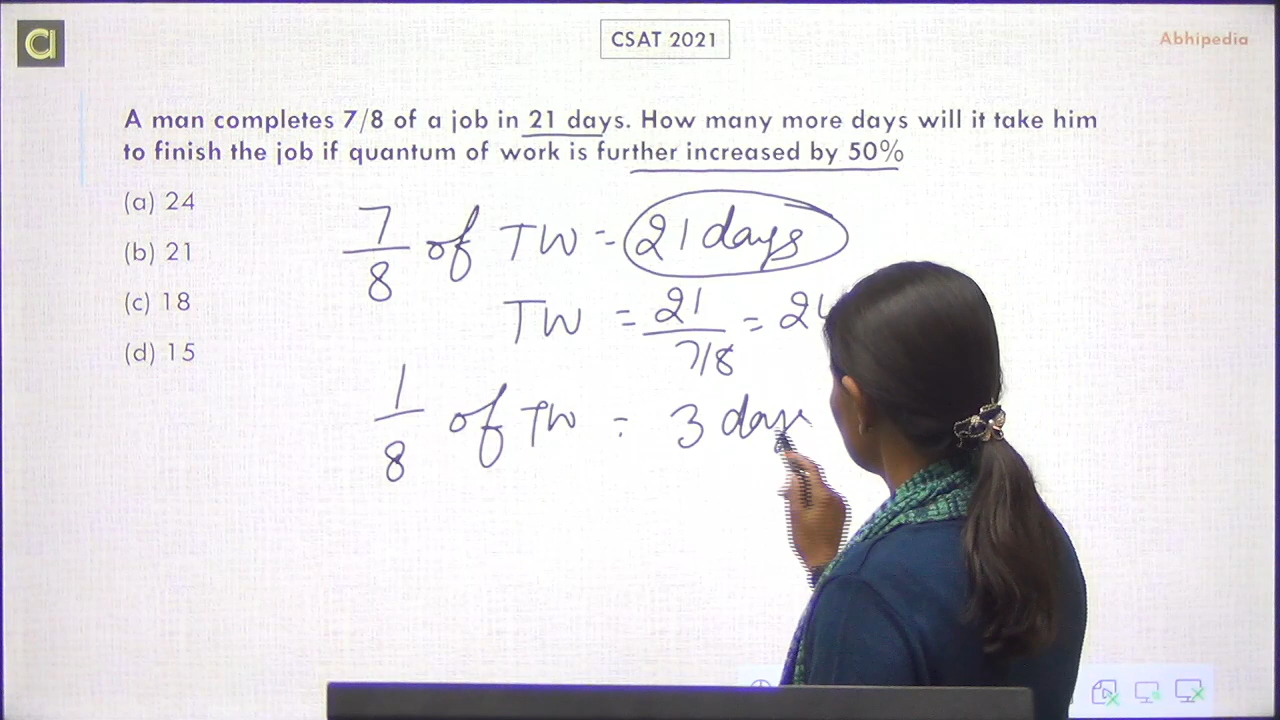 CSAT 2021
Abhipedia
A man completes 7/8 of a job in 21 days. How many more days will it take him
to finish the job if quantum of work is further increased by 50%
(a) 24
(b) 21
(c) 18
(d) 15
7/8 of TW = 21 days
TW = 21 / 7/8 =
1/8 of TW = 3 days